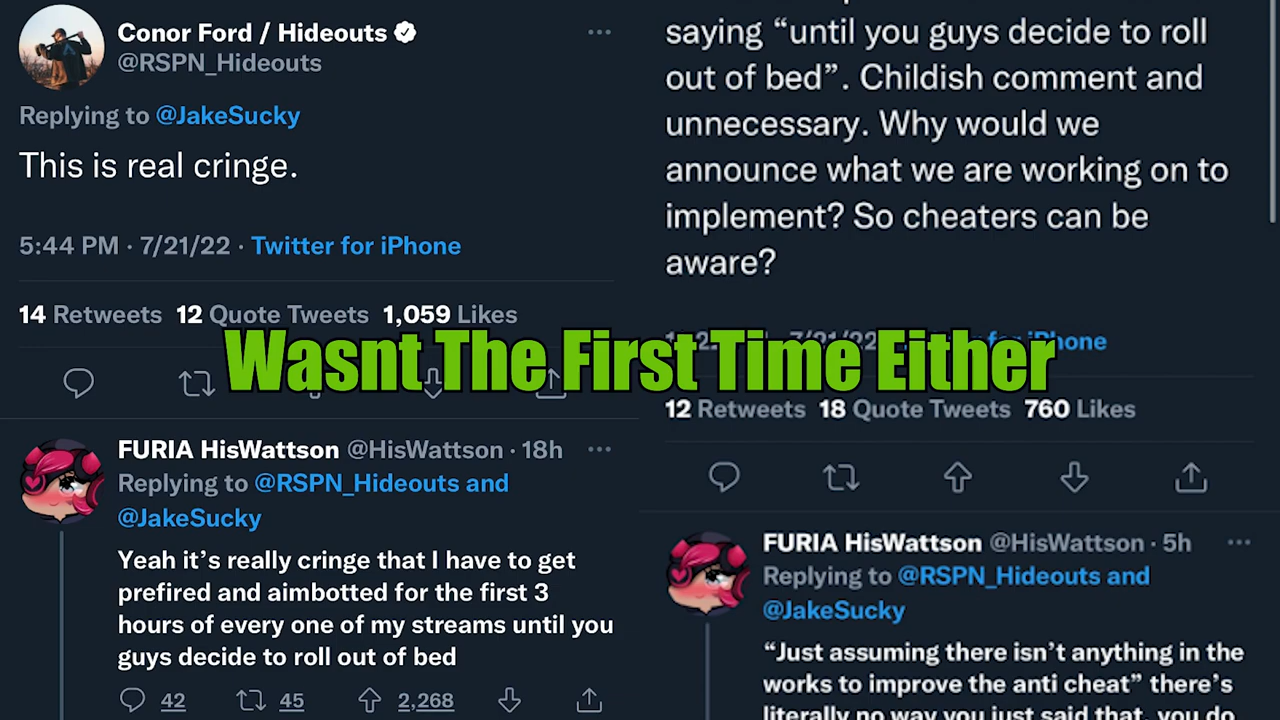 Conor Ford / Hideouts
@RSPN_Hideouts
Replying to @JakeSucky
This is real cringe.
5:44 PM · 7/21/22 · Twitter for iPhone
14 Retweets 12 Quote Tweets 1,059 Likes
FURIA HisWattson @HisWattson · 18h
Replying to @RSPN_Hideouts and
@JakeSucky
Yeah it’s really cringe that I have to get
prefired and aimbotted for the first 3
hours of every one of my streams until you
guys decide to roll out of bed
42 45 2,268
saying “until you guys decide to roll
out of bed”. Childish comment and
unnecessary. Why would we
announce what we are working on to
implement? So cheaters can be
aware?
for iPhone
12 Retweets 18 Quote Tweets 760 Likes
FURIA HisWattson @HisWattson · 5h
Replying to @RSPN_Hideouts and
@JakeSucky
“Just assuming there isn’t anything in the
works to improve the anti cheat” there’s
literally no way you just said that, you do
Wasnt The First Time Either